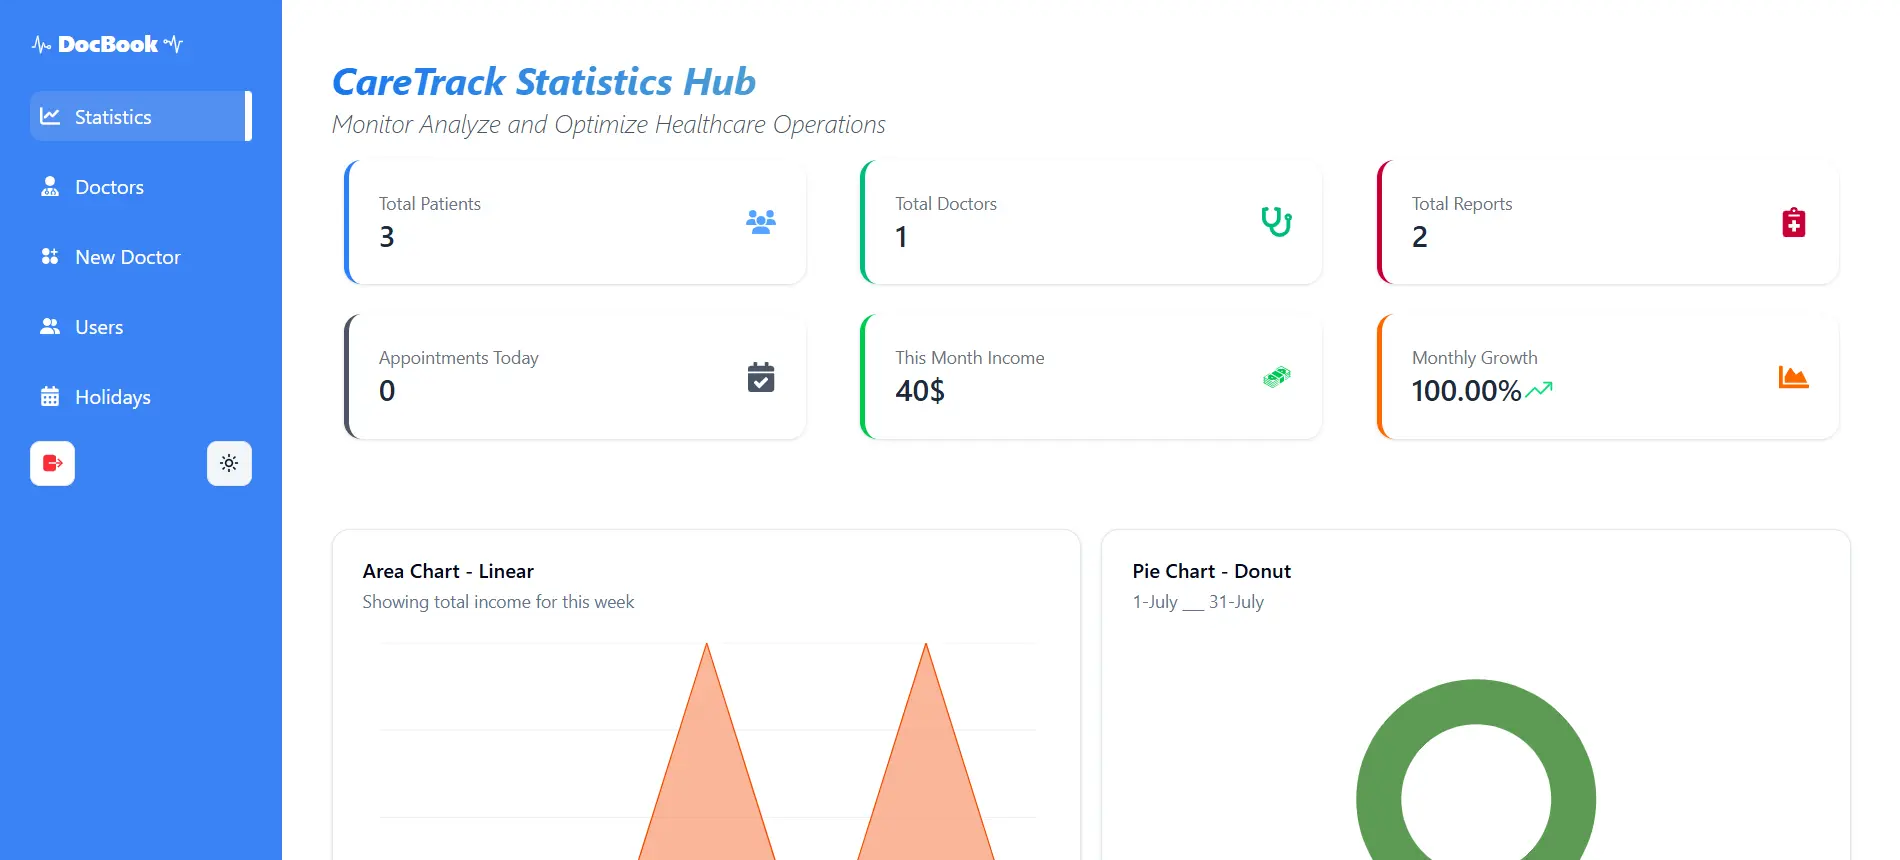 DocBook
Statistics
Doctors
New Doctor
Users
Holidays
CareTrack Statistics Hub
Monitor Analyze and Optimize Healthcare Operations
Total Patients
3
Total Doctors
1
Total Reports
2
Appointments Today
0
This Month Income
40$
Monthly Growth
100.00%
Area Chart - Linear
Showing total income for this week
Pie Chart - Donut
1-July ___ 31-July